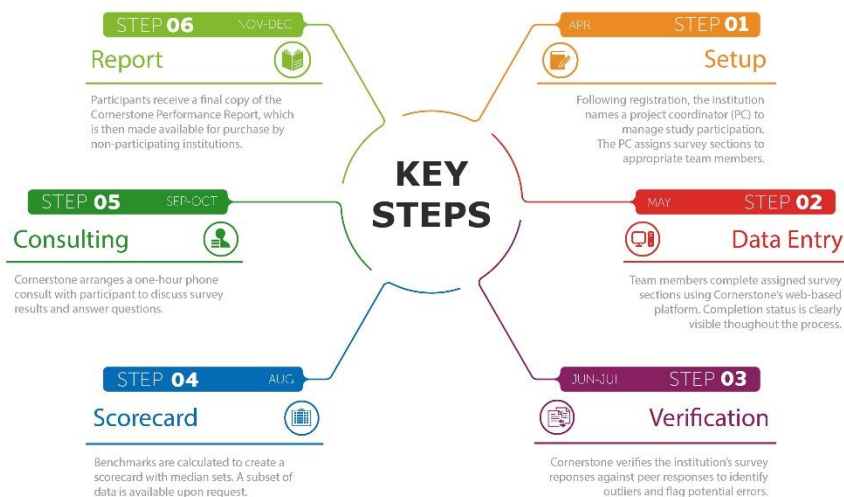 KEY
STEPS
APR STEP 01
Setup
Following registration, the institution
names a project coordinator (PC) to
manage study participation.
The PC assigns survey sections to
appropriate team members.
MAY STEP 02
Data Entry
Team members complete assigned survey
sections using Cornerstone's web-based
platform. Completion status is clearly
visible thoughout the process.
JUN-JUL STEP 03
Verification
Cornerstone verifies the institution's survey
reponses against peer responses to identify
outliers and flag potential errors.
STEP 04 AUG
Scorecard
Benchmarks are calculated to create a
scorecard with median sets. A subset of
data is available upon request.
STEP 05 SEP-OCT
Consulting
Cornerstone arranges a one-hour phone
consult with participant to discuss survey
results and answer questions.
STEP 06 NOV-DEC
Report
Participants receive a final copy of the
Cornerstone Performance Report, which
is then made available for purchase by
non-participating institutions.